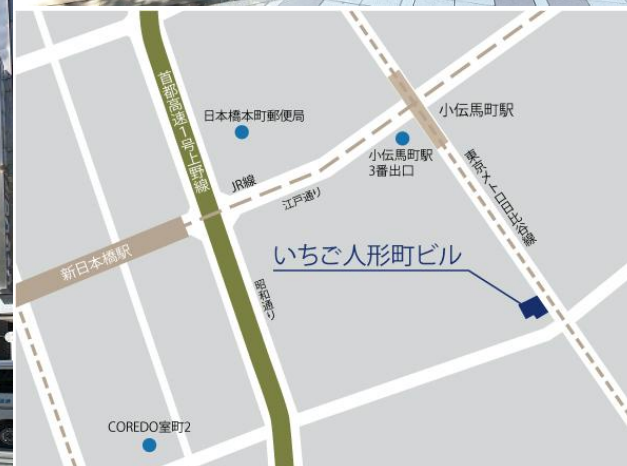 首都高速1号上野線
日本橋本町郵便局
小伝馬町駅
小伝馬町駅
3番出口
JR線
江戸通り
東京メトロ日比谷線
新日本橋駅
いちご人形町ビル
昭和通り
COREDO室町2